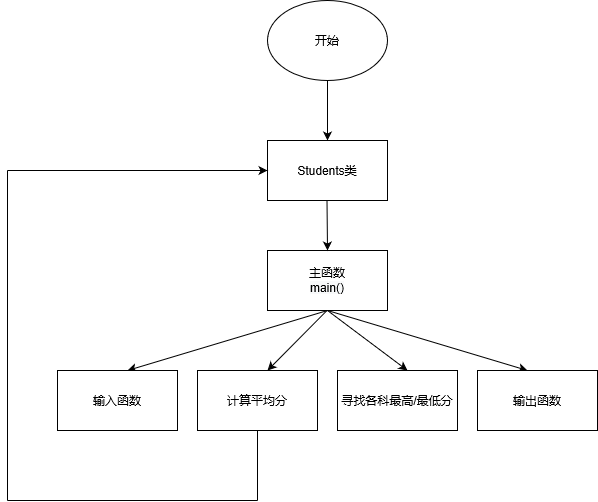 开始
Students类
主函数
main()
输入函数
计算平均分
寻找各科最高/最低分
输出函数